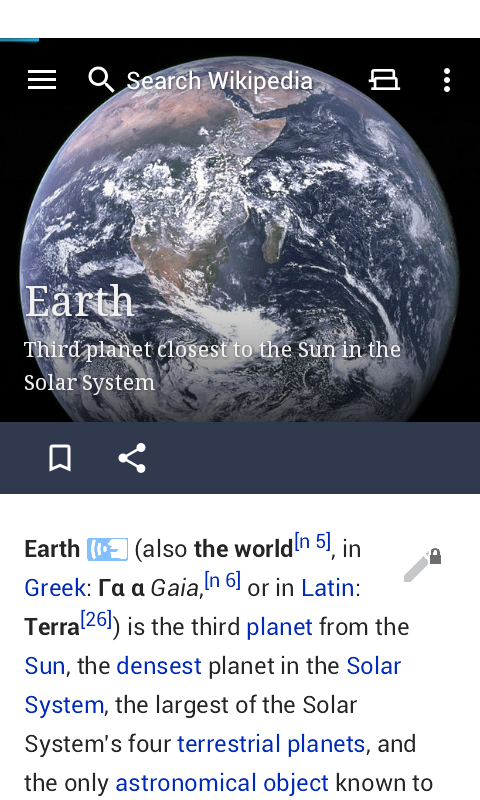 Search Wikipedia
Earth
Third planet closest to the Sun in the
Solar System
Earth (also the world[n 5], in
Greek: Γα α Gaia,[n 6] or in Latin:
Terra[26]) is the third planet from the
Sun, the densest planet in the Solar
System, the largest of the Solar
System's four terrestrial planets, and
the only astronomical object known to